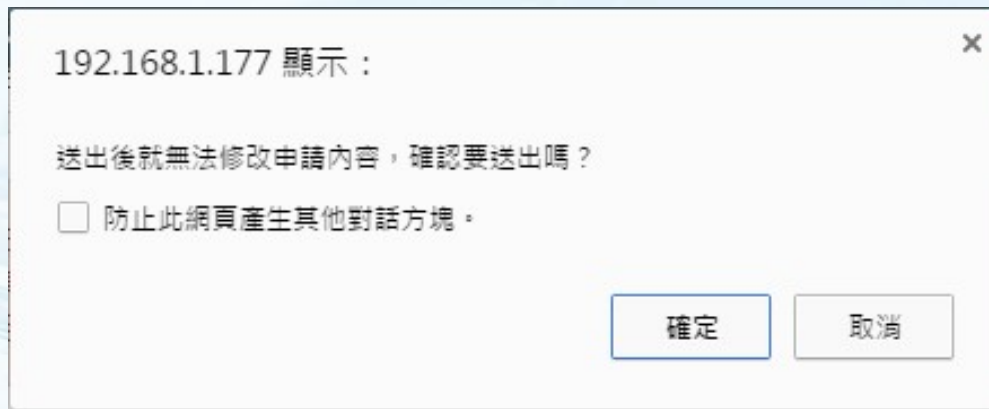 192.168.1.177 顯示：
送出後就無法修改申請內容，確認要送出嗎？
防止此網頁產生其他對話方塊。
確定
取消